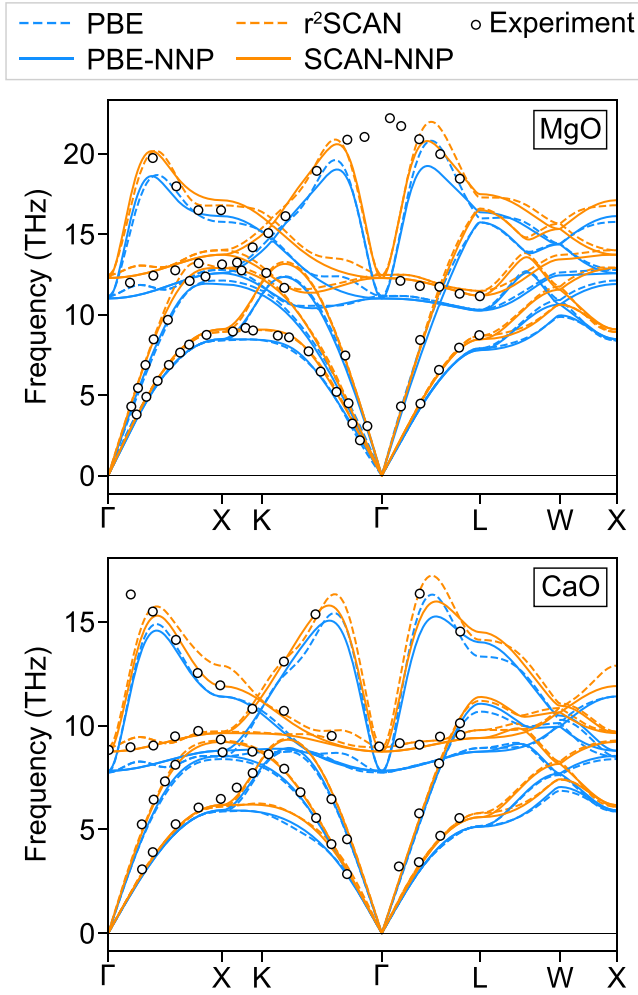 PBE
r²SCAN
Experiment
PBE-NNP
SCAN-NNP
MgO
Frequency (THz)
20
15
10
5
0
Γ X K Γ L W X
CaO
Frequency (THz)
15
10
5
0
Γ X K Γ L W X